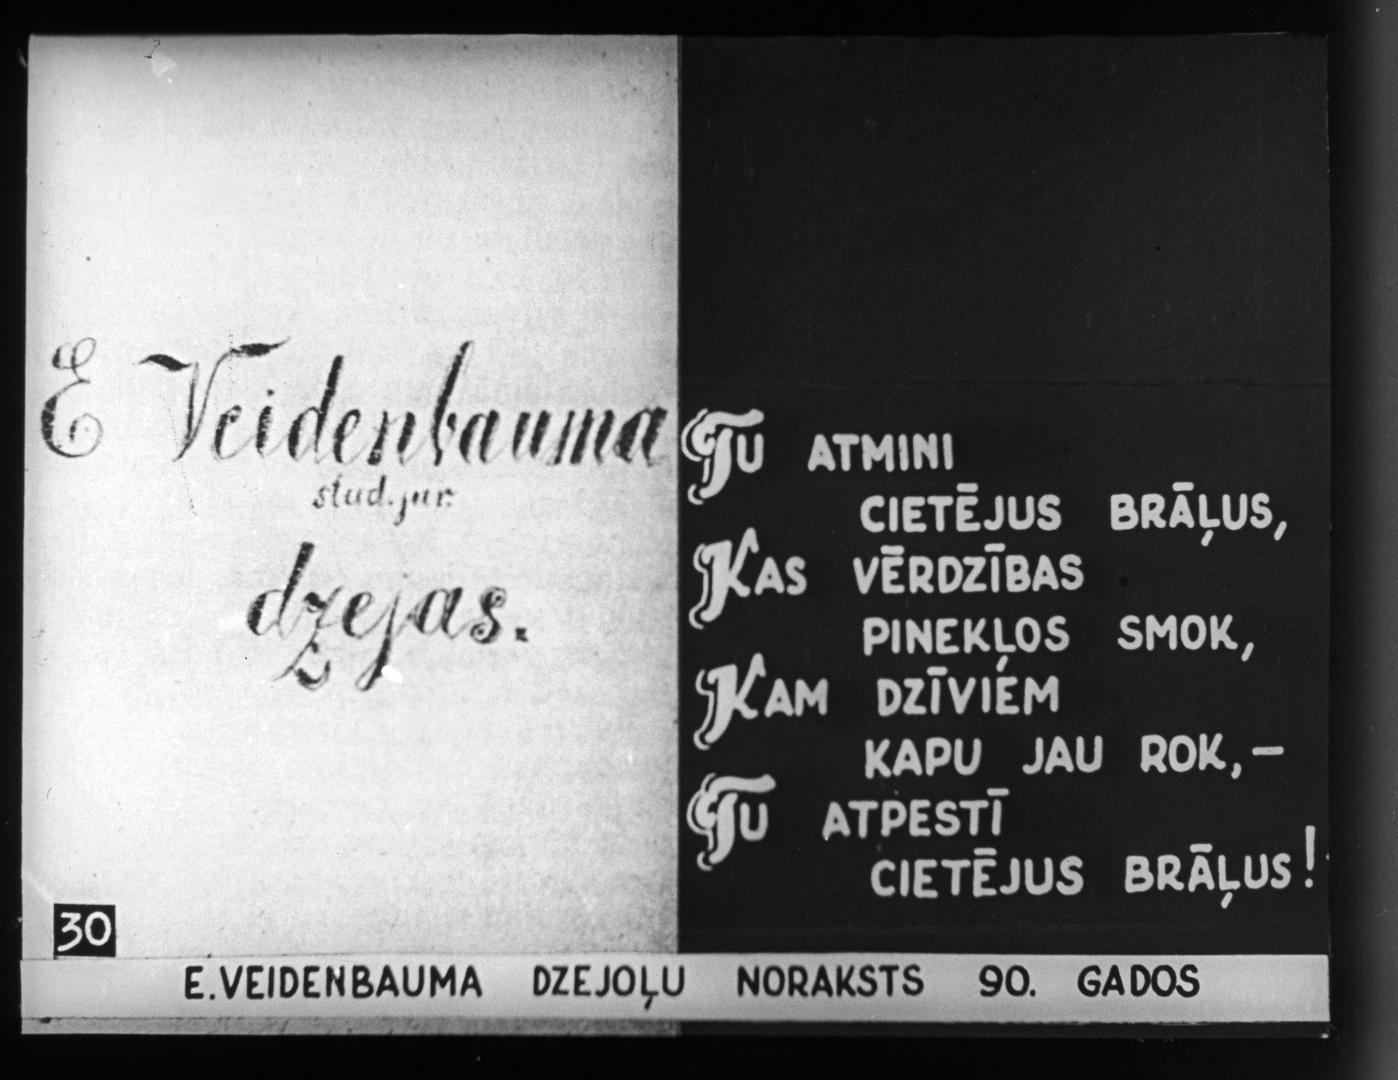 E Veidenbauma
stud. jur.
dzejas.
Tu ATMINI
CIETĒJUS BRĀĻUS,
KAS VĒRDZĪBAS
PINEKĻOS SMOK,
KAM DZĪVIEM
KAPU JAU ROK,—
TU ATPESTĪ
CIETĒJUS BRĀĻUS!
30
E. VEIDENBAUMA DZEJOĻU NORAKSTS 90. GADOS